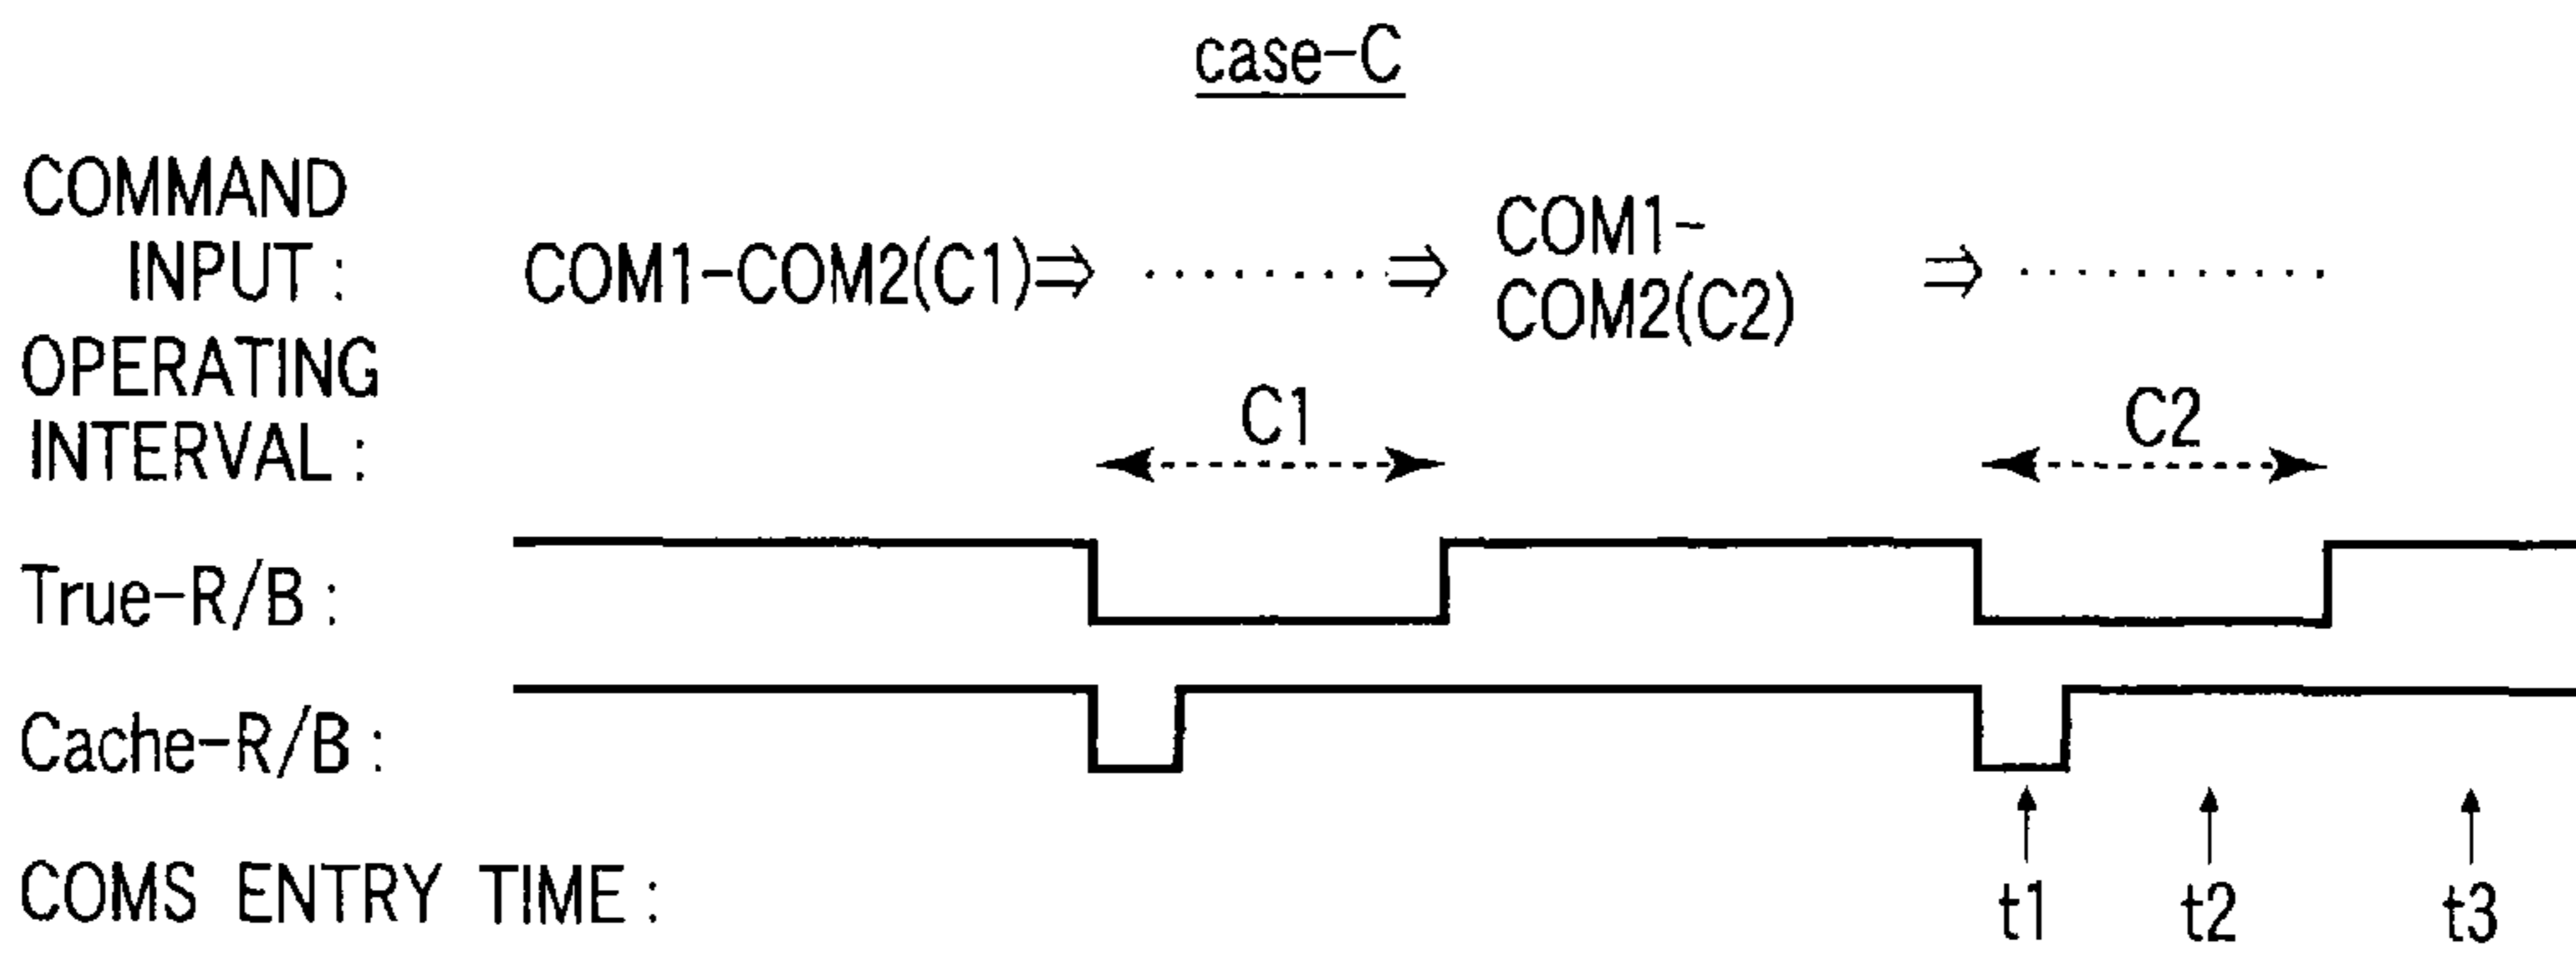 case-C
COMMAND
INPUT : COM1-COM2(C1)⇒ ·········⇒ COM1-
COM2(C2) ⇒ ···········
OPERATING
INTERVAL : C1 C2
True-R/B :
Cache-R/B :
COMS ENTRY TIME : t1 t2 t3